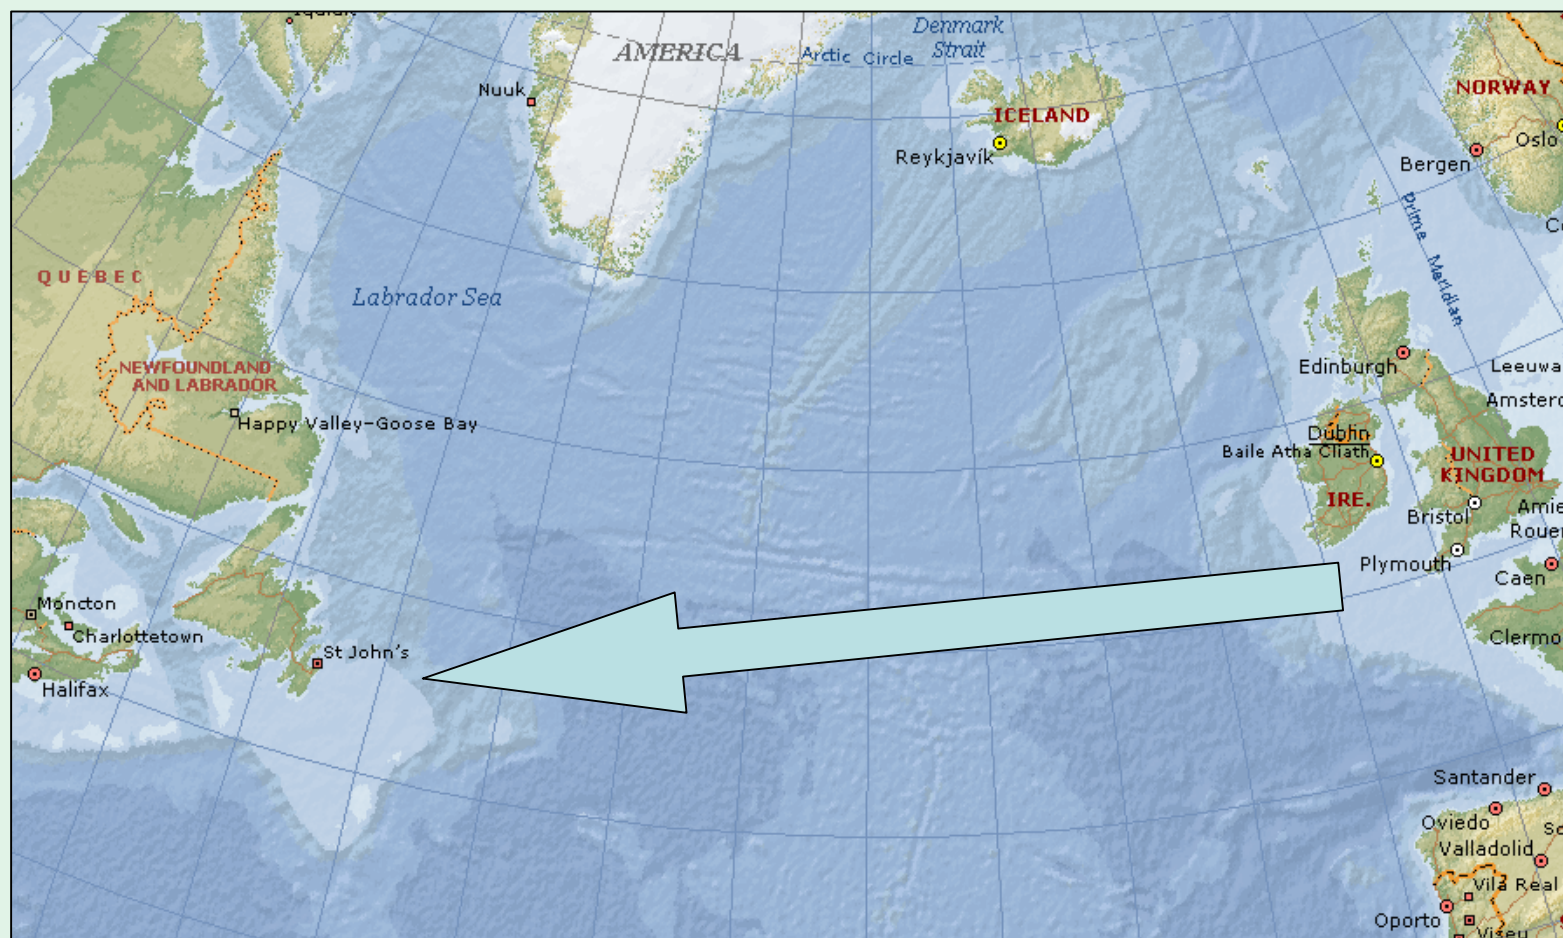 Denmark
Strait
AMERICA
Arctic Circle
Nuuk
NORWAY
ICELAND
Oslo
Reykjavík
Bergen
Prime Meridian
QUEBEC
Labrador Sea
NEWFOUNDLAND
AND LABRADOR
Edinburgh
Leeuwa
Amsterd
Happy Valley-Goose Bay
Dublin
Baile Atha Cliath
UNITED
KINGDOM
IRE.
Bristol
Amie
Rouen
Plymouth
Caen
Moncton
Charlottetown
St John's
Clermo
Halifax
Santander
Oviedo
Valladolid
Vila Real
Oporto
Viseu